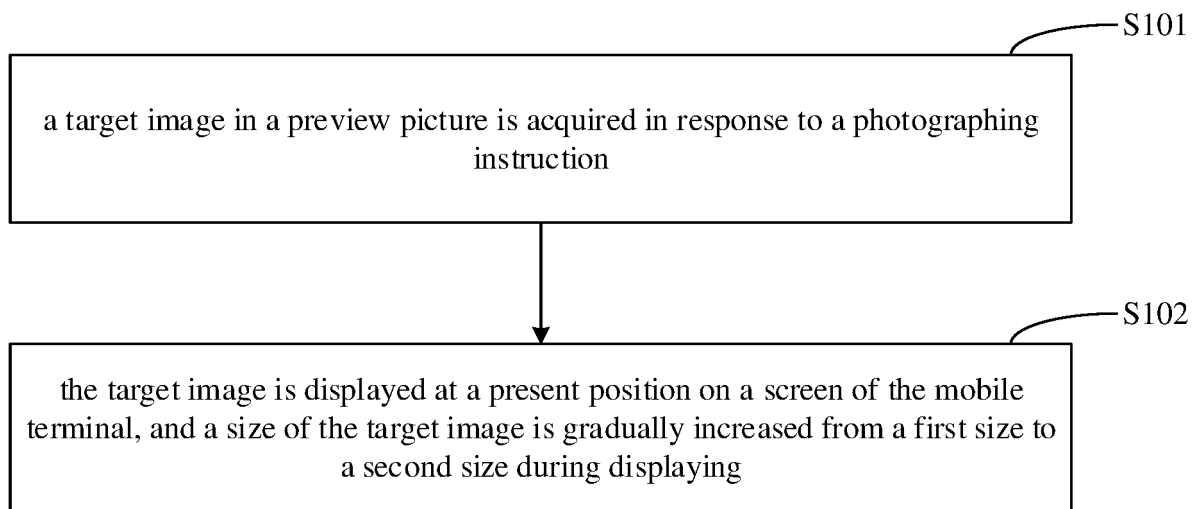 S101
a target image in a preview picture is acquired in response to a photographing
instruction
S102
the target image is displayed at a present position on a screen of the mobile
terminal, and a size of the target image is gradually increased from a first size to
a second size during displaying